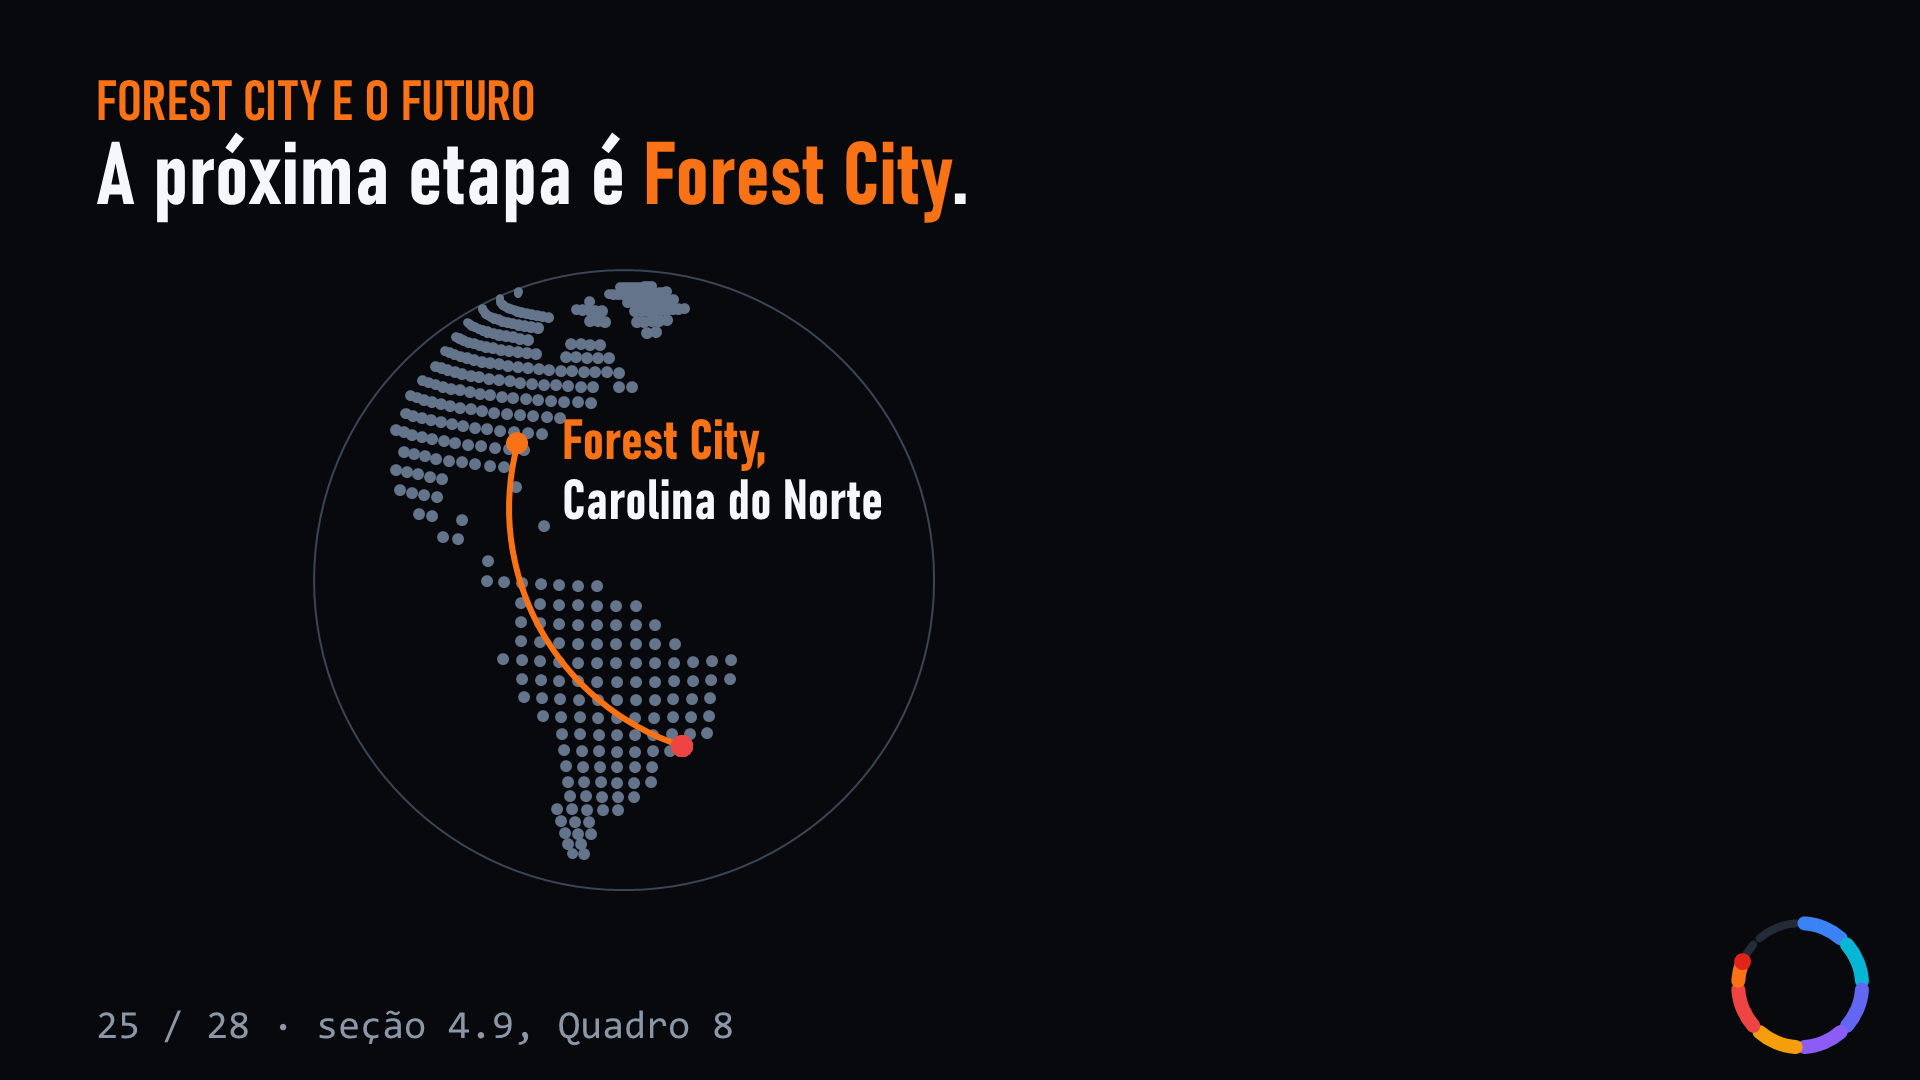 FOREST CITY E O FUTURO
A próxima etapa é Forest City.
Forest City,
Carolina do Norte
25 / 28 · seção 4.9, Quadro 8